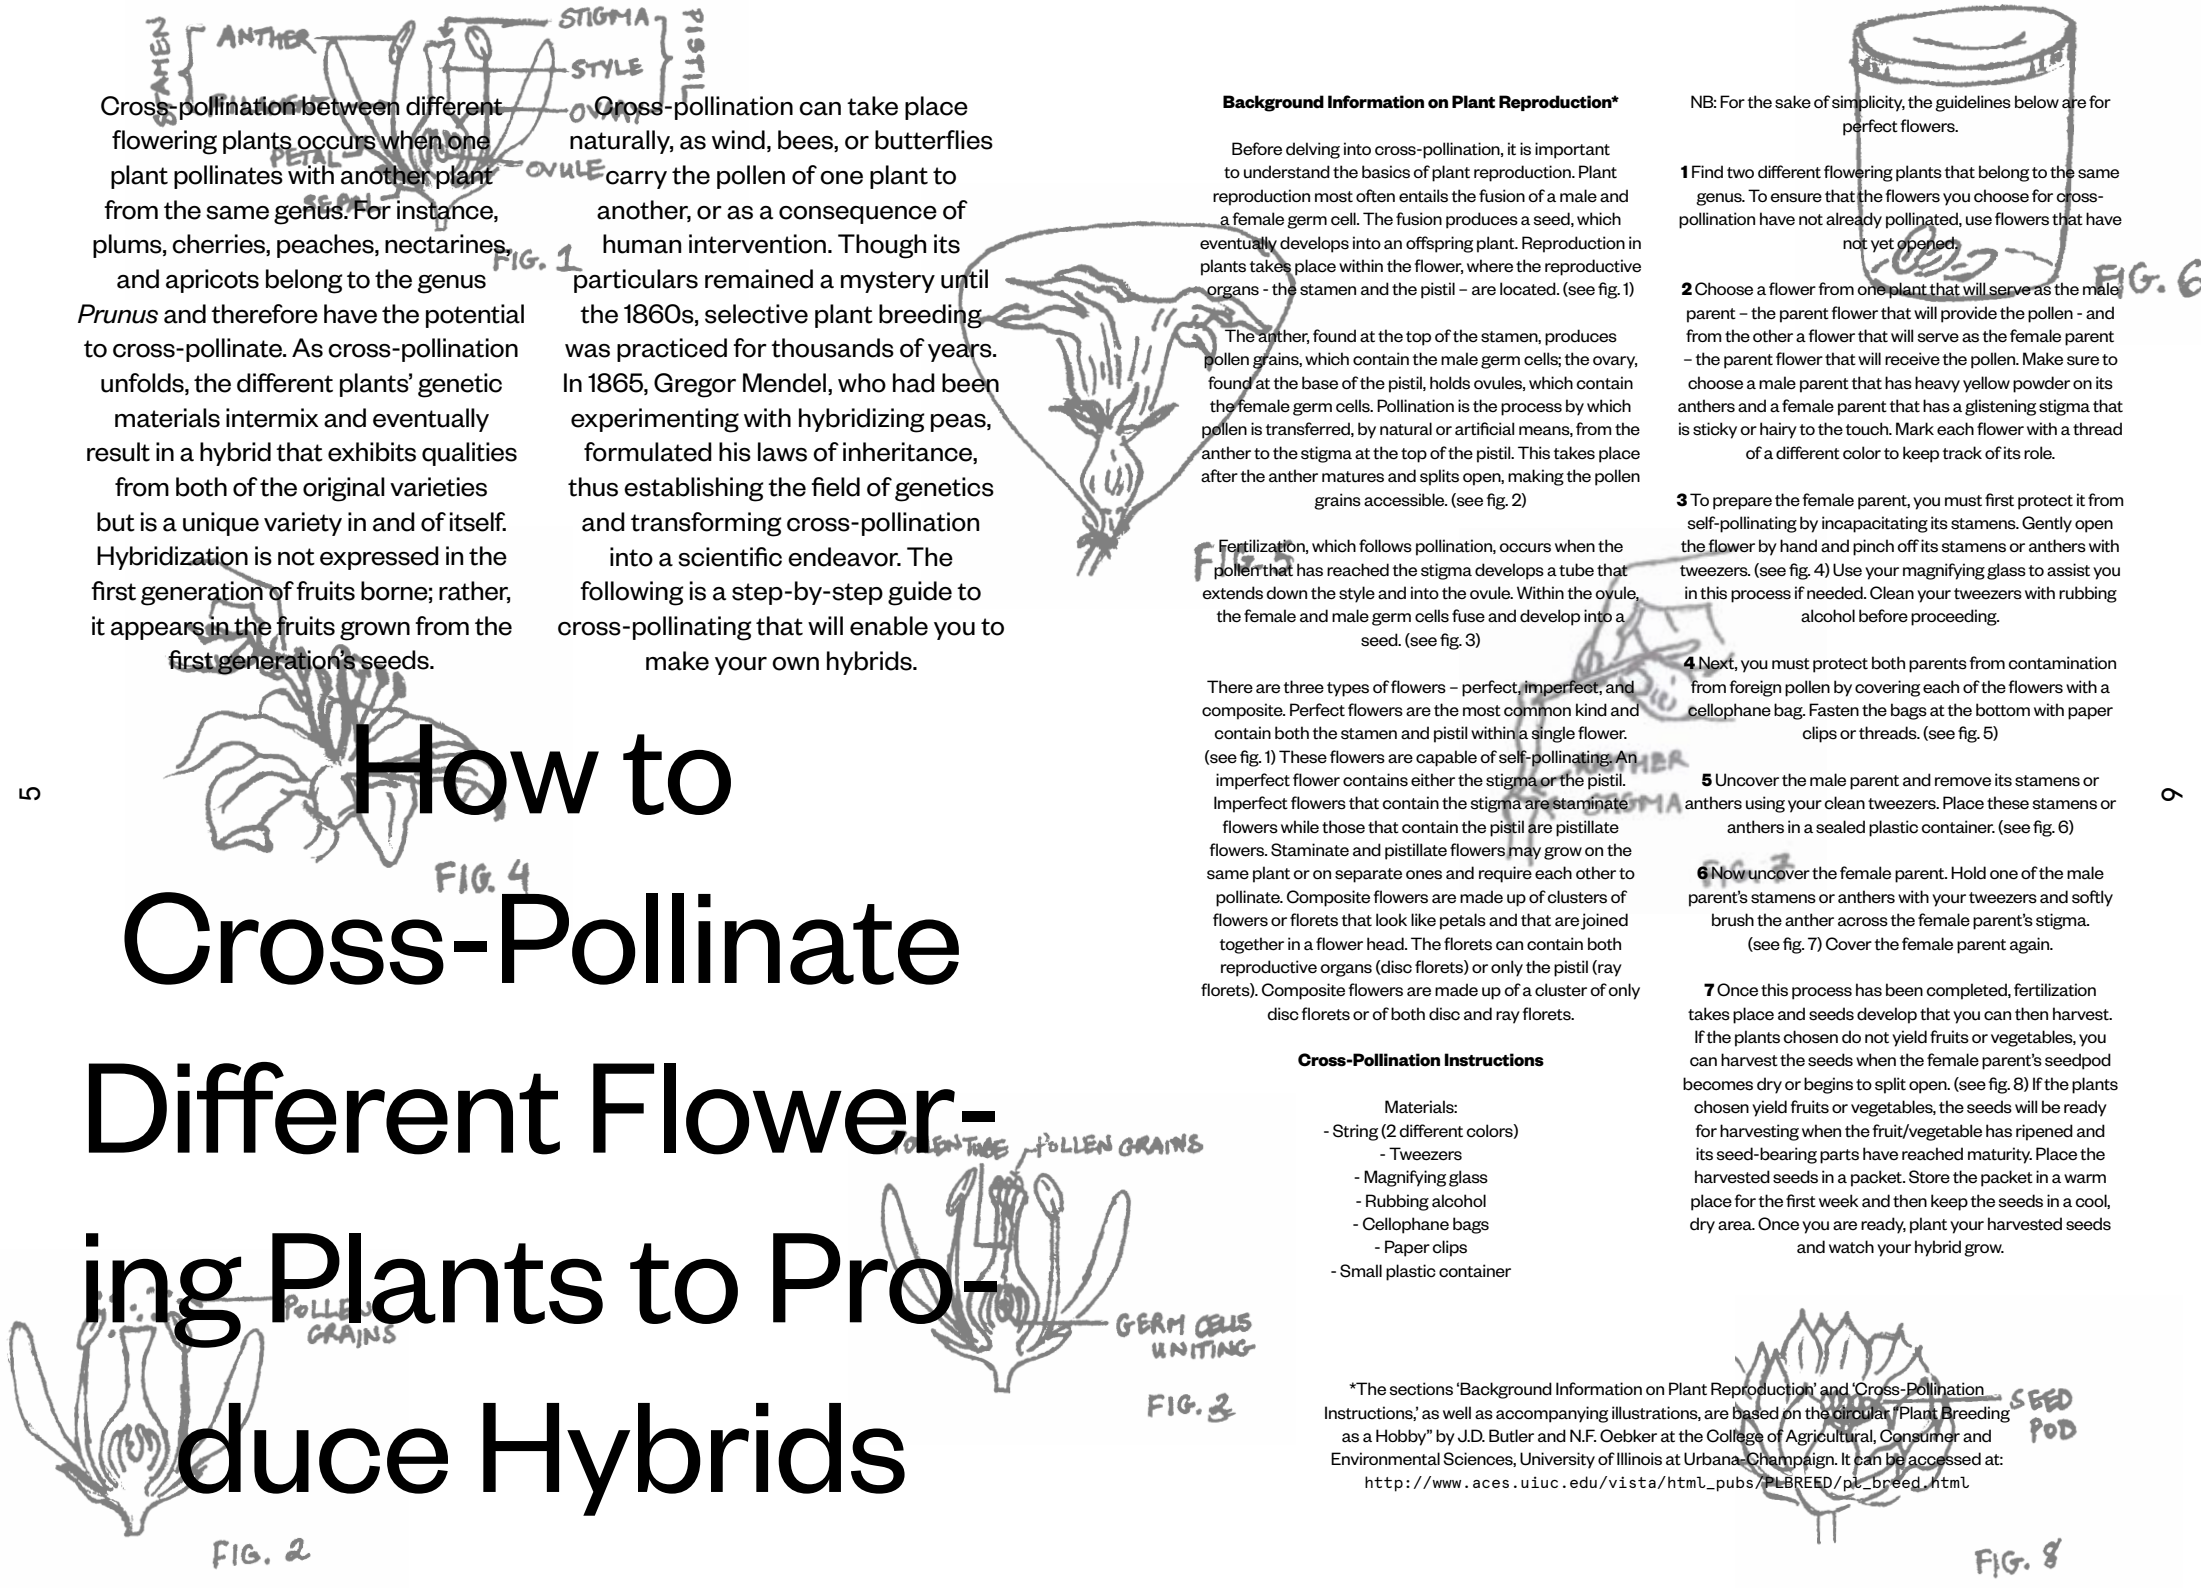 STAMEN
ANTHER
FILAMENT
PETAL
SEPAL
STIGMA
STYLE
OVARY
OVULE
PISTIL
FIG. 1
Cross-pollination between different
flowering plants occurs when one
plant pollinates with another plant
from the same genus. For instance,
plums, cherries, peaches, nectarines,
and apricots belong to the genus
Prunus and therefore have the potential
to cross-pollinate. As cross-pollination
unfolds, the different plants’ genetic
materials intermix and eventually
result in a hybrid that exhibits qualities
from both of the original varieties
but is a unique variety in and of itself.
Hybridization is not expressed in the
first generation of fruits borne; rather,
it appears in the fruits grown from the
first generation’s seeds.
Cross-pollination can take place
naturally, as wind, bees, or butterflies
carry the pollen of one plant to
another, or as a consequence of
human intervention. Though its
particulars remained a mystery until
the 1860s, selective plant breeding
was practiced for thousands of years.
In 1865, Gregor Mendel, who had been
experimenting with hybridizing peas,
formulated his laws of inheritance,
thus establishing the field of genetics
and transforming cross-pollination
into a scientific endeavor. The
following is a step-by-step guide to
cross-pollinating that will enable you to
make your own hybrids.
FIG. 4
5
How to
Cross-Pollinate
Different Flower-
ing Plants to Pro-
duce Hybrids
POLLEN
GRAINS
FIG. 2
POLLEN TUBE
POLLEN GRAINS
GERM CELLS
UNITING
FIG. 3
FIG. 5
Background Information on Plant Reproduction*
Before delving into cross-pollination, it is important
to understand the basics of plant reproduction. Plant
reproduction most often entails the fusion of a male and
a female germ cell. The fusion produces a seed, which
eventually develops into an offspring plant. Reproduction in
plants takes place within the flower, where the reproductive
organs - the stamen and the pistil – are located. (see fig. 1)
The anther, found at the top of the stamen, produces
pollen grains, which contain the male germ cells; the ovary,
found at the base of the pistil, holds ovules, which contain
the female germ cells. Pollination is the process by which
pollen is transferred, by natural or artificial means, from the
anther to the stigma at the top of the pistil. This takes place
after the anther matures and splits open, making the pollen
grains accessible. (see fig. 2)
Fertilization, which follows pollination, occurs when the
pollen that has reached the stigma develops a tube that
extends down the style and into the ovule. Within the ovule,
the female and male germ cells fuse and develop into a
seed. (see fig. 3)
There are three types of flowers – perfect, imperfect, and
composite. Perfect flowers are the most common kind and
contain both the stamen and pistil within a single flower.
(see fig. 1) These flowers are capable of self-pollinating. An
imperfect flower contains either the stigma or the pistil.
Imperfect flowers that contain the stigma are staminate
flowers while those that contain the pistil are pistillate
flowers. Staminate and pistillate flowers may grow on the
same plant or on separate ones and require each other to
pollinate. Composite flowers are made up of clusters of
flowers or florets that look like petals and that are joined
together in a flower head. The florets can contain both
reproductive organs (disc florets) or only the pistil (ray
florets). Composite flowers are made up of a cluster of only
disc florets or of both disc and ray florets.
Cross-Pollination Instructions
Materials:
- String (2 different colors)
- Tweezers
- Magnifying glass
- Rubbing alcohol
- Cellophane bags
- Paper clips
- Small plastic container
NB: For the sake of simplicity, the guidelines below are for
perfect flowers.
1 Find two different flowering plants that belong to the same
genus. To ensure that the flowers you choose for cross-
pollination have not already pollinated, use flowers that have
not yet opened.
FIG. 6
2 Choose a flower from one plant that will serve as the male
parent – the parent flower that will provide the pollen - and
from the other a flower that will serve as the female parent
– the parent flower that will receive the pollen. Make sure to
choose a male parent that has heavy yellow powder on its
anthers and a female parent that has a glistening stigma that
is sticky or hairy to the touch. Mark each flower with a thread
of a different color to keep track of its role.
3 To prepare the female parent, you must first protect it from
self-pollinating by incapacitating its stamens. Gently open
the flower by hand and pinch off its stamens or anthers with
tweezers. (see fig. 4) Use your magnifying glass to assist you
in this process if needed. Clean your tweezers with rubbing
alcohol before proceeding.
4 Next, you must protect both parents from contamination
from foreign pollen by covering each of the flowers with a
cellophane bag. Fasten the bags at the bottom with paper
clips or threads. (see fig. 5)
5 Uncover the male parent and remove its stamens or
anthers using your clean tweezers. Place these stamens or
anthers in a sealed plastic container. (see fig. 6)
6 Now uncover the female parent. Hold one of the male
parent’s stamens or anthers with your tweezers and softly
brush the anther across the female parent’s stigma.
(see fig. 7) Cover the female parent again.
7 Once this process has been completed, fertilization
takes place and seeds develop that you can then harvest.
If the plants chosen do not yield fruits or vegetables, you
can harvest the seeds when the female parent’s seedpod
becomes dry or begins to split open. (see fig. 8) If the plants
chosen yield fruits or vegetables, the seeds will be ready
for harvesting when the fruit/vegetable has ripened and
its seed-bearing parts have reached maturity. Place the
harvested seeds in a packet. Store the packet in a warm
place for the first week and then keep the seeds in a cool,
dry area. Once you are ready, plant your harvested seeds
and watch your hybrid grow.
STIGMA
FIG. 7
6
*The sections ‘Background Information on Plant Reproduction’ and ‘Cross-Pollination
Instructions,’ as well as accompanying illustrations, are based on the circular “Plant Breeding
as a Hobby” by J.D. Butler and N.F. Oebker at the College of Agricultural, Consumer and
Environmental Sciences, University of Illinois at Urbana-Champaign. It can be accessed at:
http://www.aces.uiuc.edu/vista/html_pubs/PLBREED/pl_breed.html
SEED
POD
FIG. 8